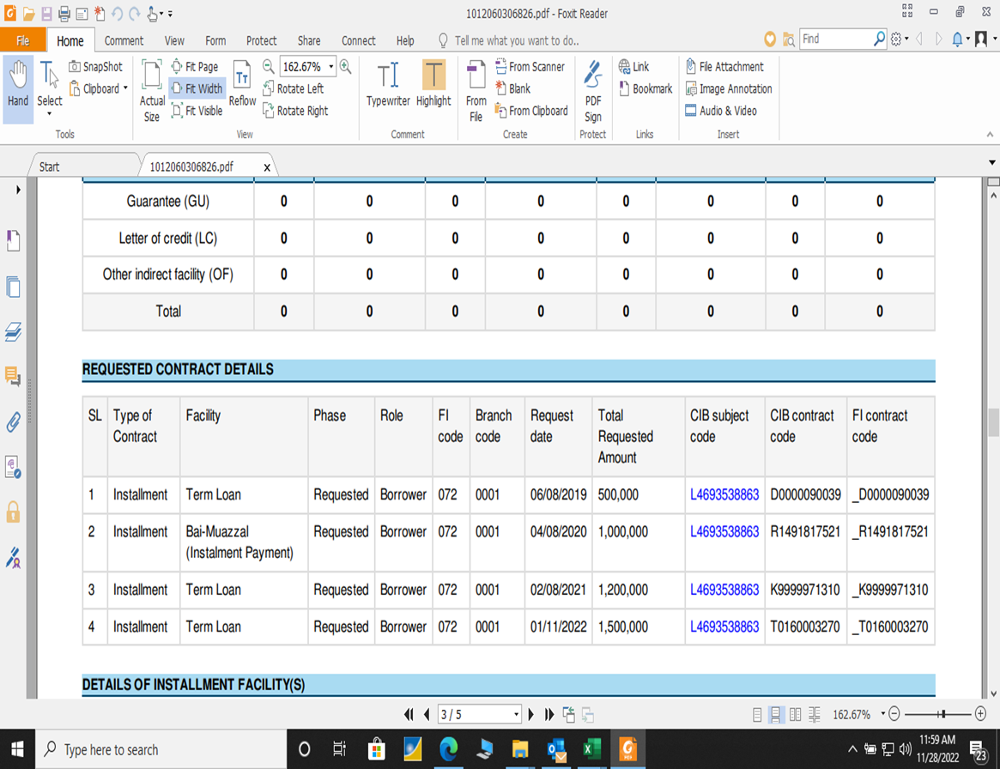 1012060306826.pdf - Foxit Reader
File Home Comment View Form Protect Share Connect Help Tell me what you want to do.. Find
Hand
Select
SnapShot
Clipboard
Tools
Actual Size
Fit Page
Fit Width
Fit Visible
Reflow
162.67%
Rotate Left
Rotate Right
View
Typewriter Highlight
Comment
From File
From Scanner
Blank
From Clipboard
Create
PDF Sign
Protect
Link
Bookmark
Links
File Attachment
Image Annotation
Audio & Video
Insert
Start 1012060306826.pdf x
Guarantee (GU) 0 0 0 0 0 0 0 0
Letter of credit (LC) 0 0 0 0 0 0 0 0
Other indirect facility (OF) 0 0 0 0 0 0 0 0
Total 0 0 0 0 0 0 0 0
REQUESTED CONTRACT DETAILS
SL Type of Contract Facility Phase Role FI code Branch code Request date Total Requested Amount CIB subject code CIB contract code FI contract code
1 Installment Term Loan Requested Borrower 072 0001 06/08/2019 500,000 L4693538863 D0000090039 _D0000090039
2 Installment Bai-Muazzal (Instalment Payment) Requested Borrower 072 0001 04/08/2020 1,000,000 L4693538863 R1491817521 _R1491817521
3 Installment Term Loan Requested Borrower 072 0001 02/08/2021 1,200,000 L4693538863 K9999971310 _K9999971310
4 Installment Term Loan Requested Borrower 072 0001 01/11/2022 1,500,000 L4693538863 T0160003270 _T0160003270
DETAILS OF INSTALLMENT FACILITY(S)
3 / 5 162.67%
Type here to search
11:59 AM
11/28/2022
23